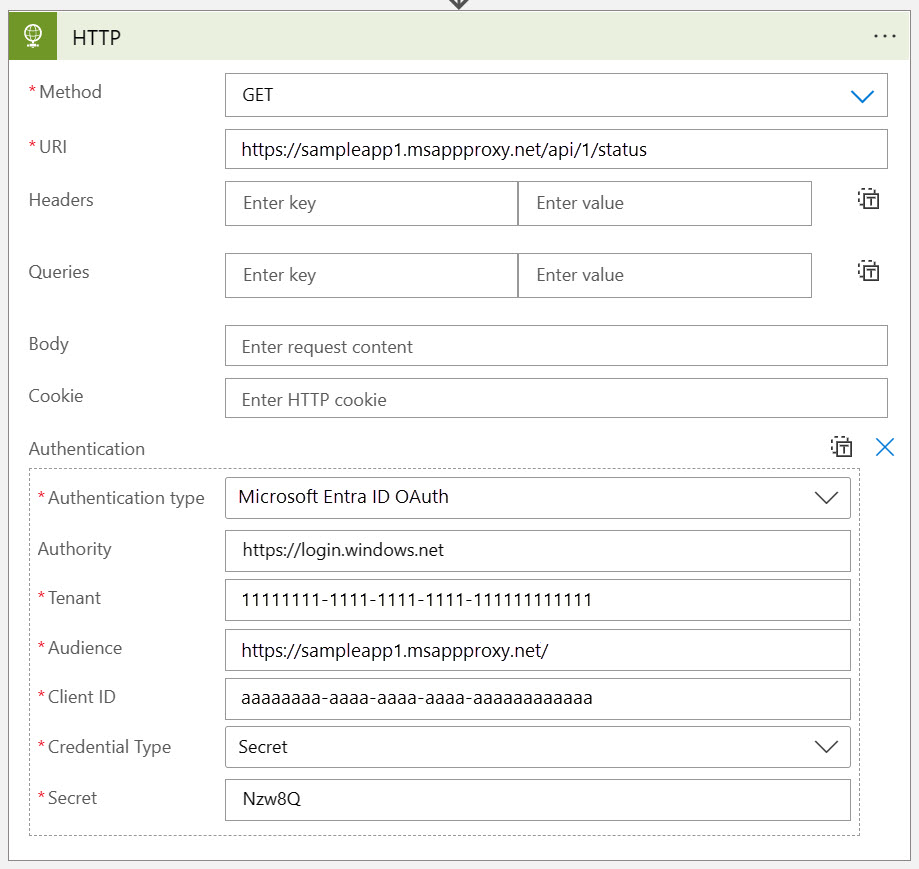 HTTP ...
* Method GET
* URI https://sampleapp1.msappproxy.net/api/1/status
Headers Enter key Enter value
Queries Enter key Enter value
Body Enter request content
Cookie Enter HTTP cookie
Authentication
* Authentication type Microsoft Entra ID OAuth
Authority https://login.windows.net
* Tenant 11111111-1111-1111-1111-111111111111
* Audience https://sampleapp1.msappproxy.net/
* Client ID aaaaaaaa-aaaa-aaaa-aaaa-aaaaaaaaaaaa
* Credential Type Secret
* Secret Nzw8Q